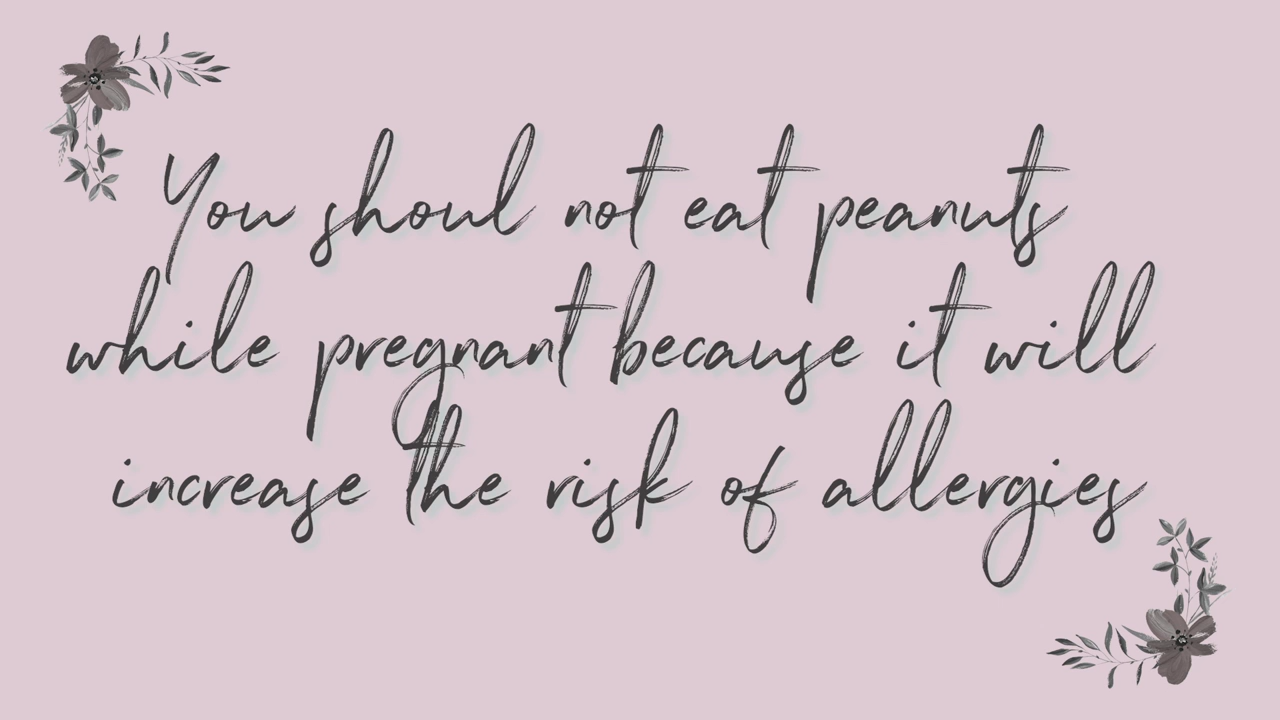 You shoul not eat peanuts
while pregnant because it will
increase the risk of allergies